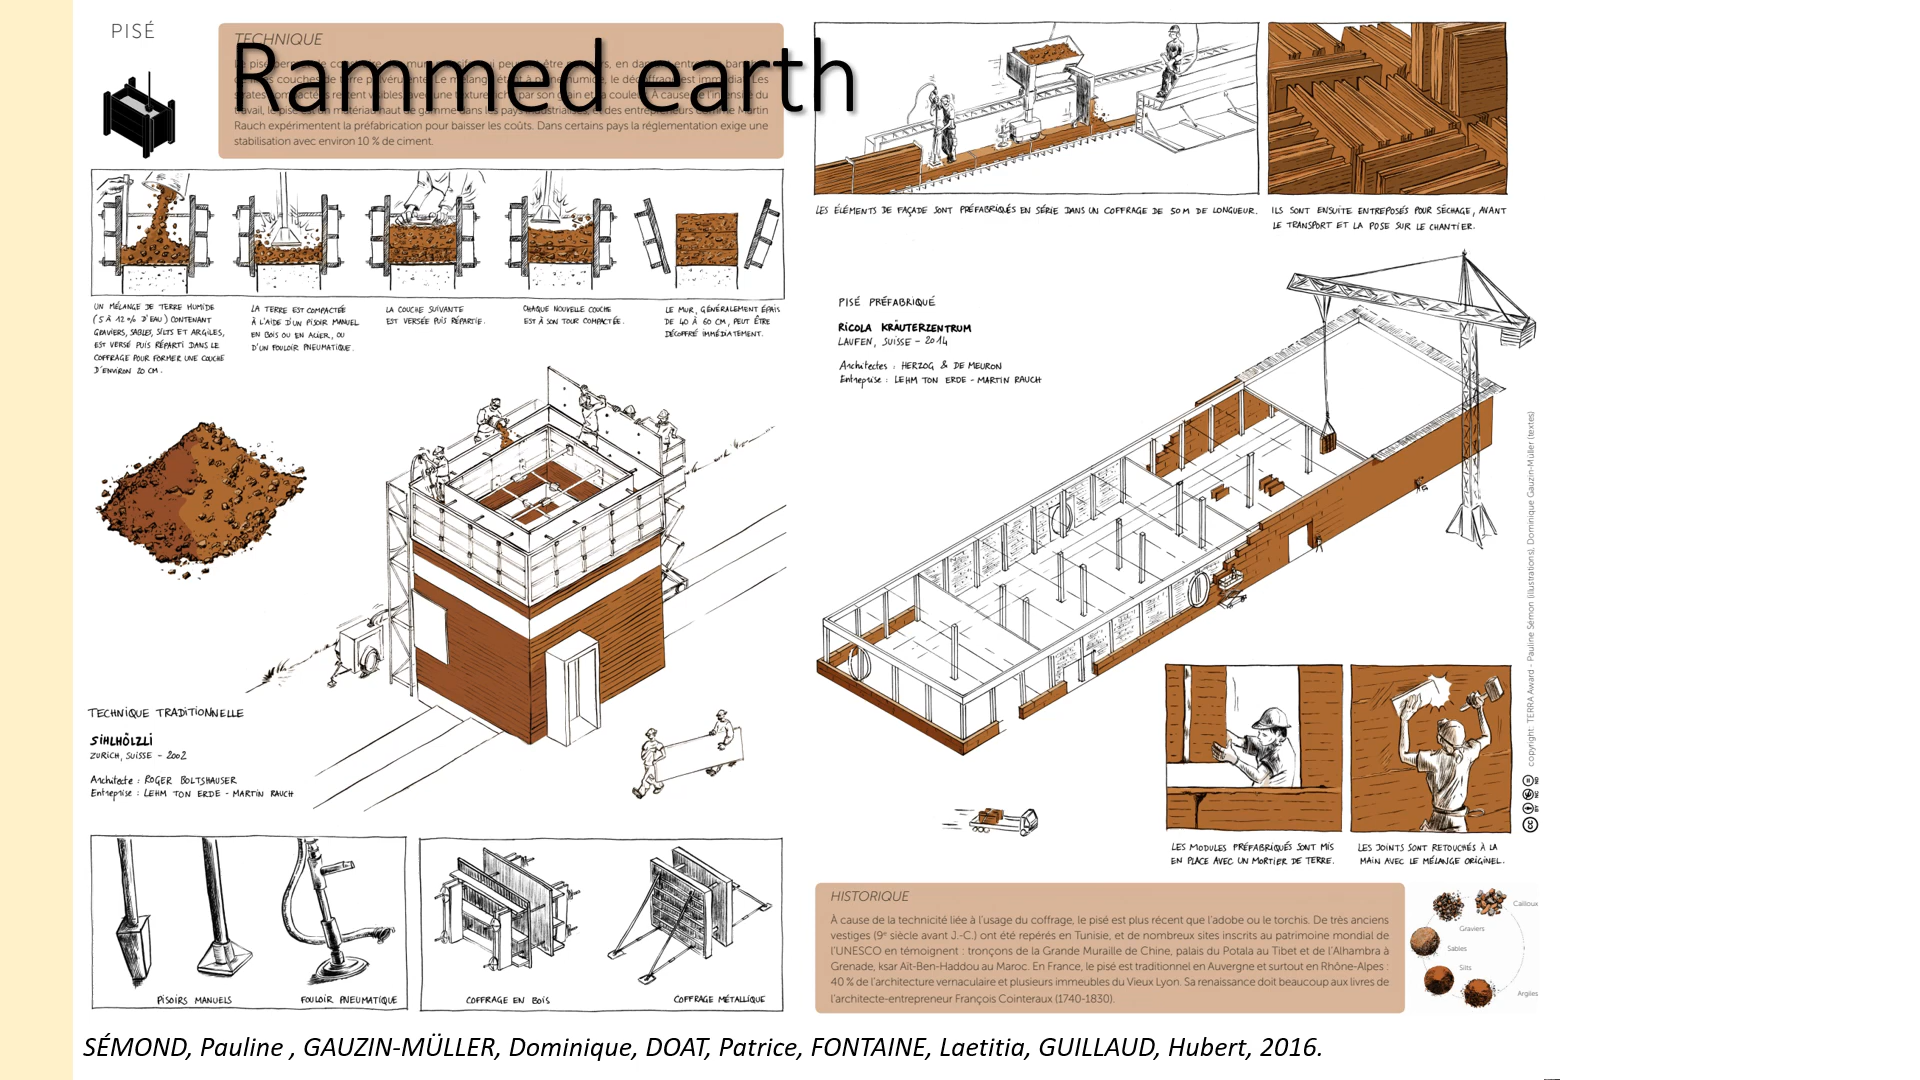 PISÉ
Rammed earth
TECHNIQUE
Rauch expérimentent la préfabrication pour baisser les coûts. Dans certains pays la réglementation exige une
stabilisation avec environ 10 % de ciment.
UN MÉLANGE DE TERRE HUMIDE
(5 À 12% D'EAU) CONTENANT
GRAVIERS, SABLES, SILTS ET ARGILES,
EST VERSÉ PUIS RÉPARTI DANS LE
COFFRAGE POUR FORMER UNE COUCHE
D'ENVIRON 20 CM.
LA TERRE EST COMPACTÉE
À L'AIDE D'UN PISOIR MANUEL
EN BOIS OU EN ACIER, OU
D'UN FOULOIR PNEUMATIQUE.
LA COUCHE SUIVANTE
EST VERSÉE PUIS RÉPARTIE.
CHAQUE NOUVELLE COUCHE
EST À SON TOUR COMPACTÉE.
LE MUR, GÉNÉRALEMENT ÉPAIS
DE 40 À 60 CM, PEUT ÊTRE
DÉCOFFRÉ IMMÉDIATEMENT.
TECHNIQUE TRADITIONNELLE
SIHLHÖLZLI
ZURICH, SUISSE - 2002
Architecte : ROGER BOLTSHAUSER
Entreprise : LEHM TON ERDE - MARTIN RAUCH
PISOIRS MANUELS
FOULOIR PNEUMATIQUE
COFFRAGE EN BOIS
COFFRAGE MÉTALLIQUE
LES ÉLÉMENTS DE FAÇADE SONT PRÉFABRIQUÉS EN SÉRIE DANS UN COFFRAGE DE 50 M DE LONGUEUR.
ILS SONT ENSUITE ENTREPOSÉS POUR SÉCHAGE, AVANT
LE TRANSPORT ET LA POSE SUR LE CHANTIER.
PISÉ PRÉFABRIQUÉ
RICOLA KRÄUTERZENTRUM
LAUFEN, SUISSE - 2014
Architectes : HERZOG & DE MEURON
Entreprise : LEHM TON ERDE - MARTIN RAUCH
LES MODULES PRÉFABRIQUÉS SONT MIS
EN PLACE AVEC UN MORTIER DE TERRE.
LES JOINTS SONT RETOUCHÉS À LA
MAIN AVEC LE MÉLANGE ORIGINEL.
copyright: TERRA Award - Pauline Sémon (illustrations), Dominique Gauzin-Müller (textes)
HISTORIQUE
À cause de la technicité liée à l'usage du coffrage, le pisé est plus récent que l'adobe ou le torchis. De très anciens
vestiges (9e siècle avant J.-C.) ont été repérés en Tunisie, et de nombreux sites inscrits au patrimoine mondial de
l'UNESCO en témoignent : tronçons de la Grande Muraille de Chine, palais du Potala au Tibet et de l'Alhambra à
Grenade, ksar Aït-Ben-Haddou au Maroc. En France, le pisé est traditionnel en Auvergne et surtout en Rhône-Alpes :
40 % de l'architecture vernaculaire et plusieurs immeubles du Vieux Lyon. Sa renaissance doit beaucoup aux livres de
l'architecte-entrepreneur François Cointeraux (1740-1830).
Cailloux
Graviers
Sables
Silts
Argiles
SÉMOND, Pauline , GAUZIN-MÜLLER, Dominique, DOAT, Patrice, FONTAINE, Laetitia, GUILLAUD, Hubert, 2016.